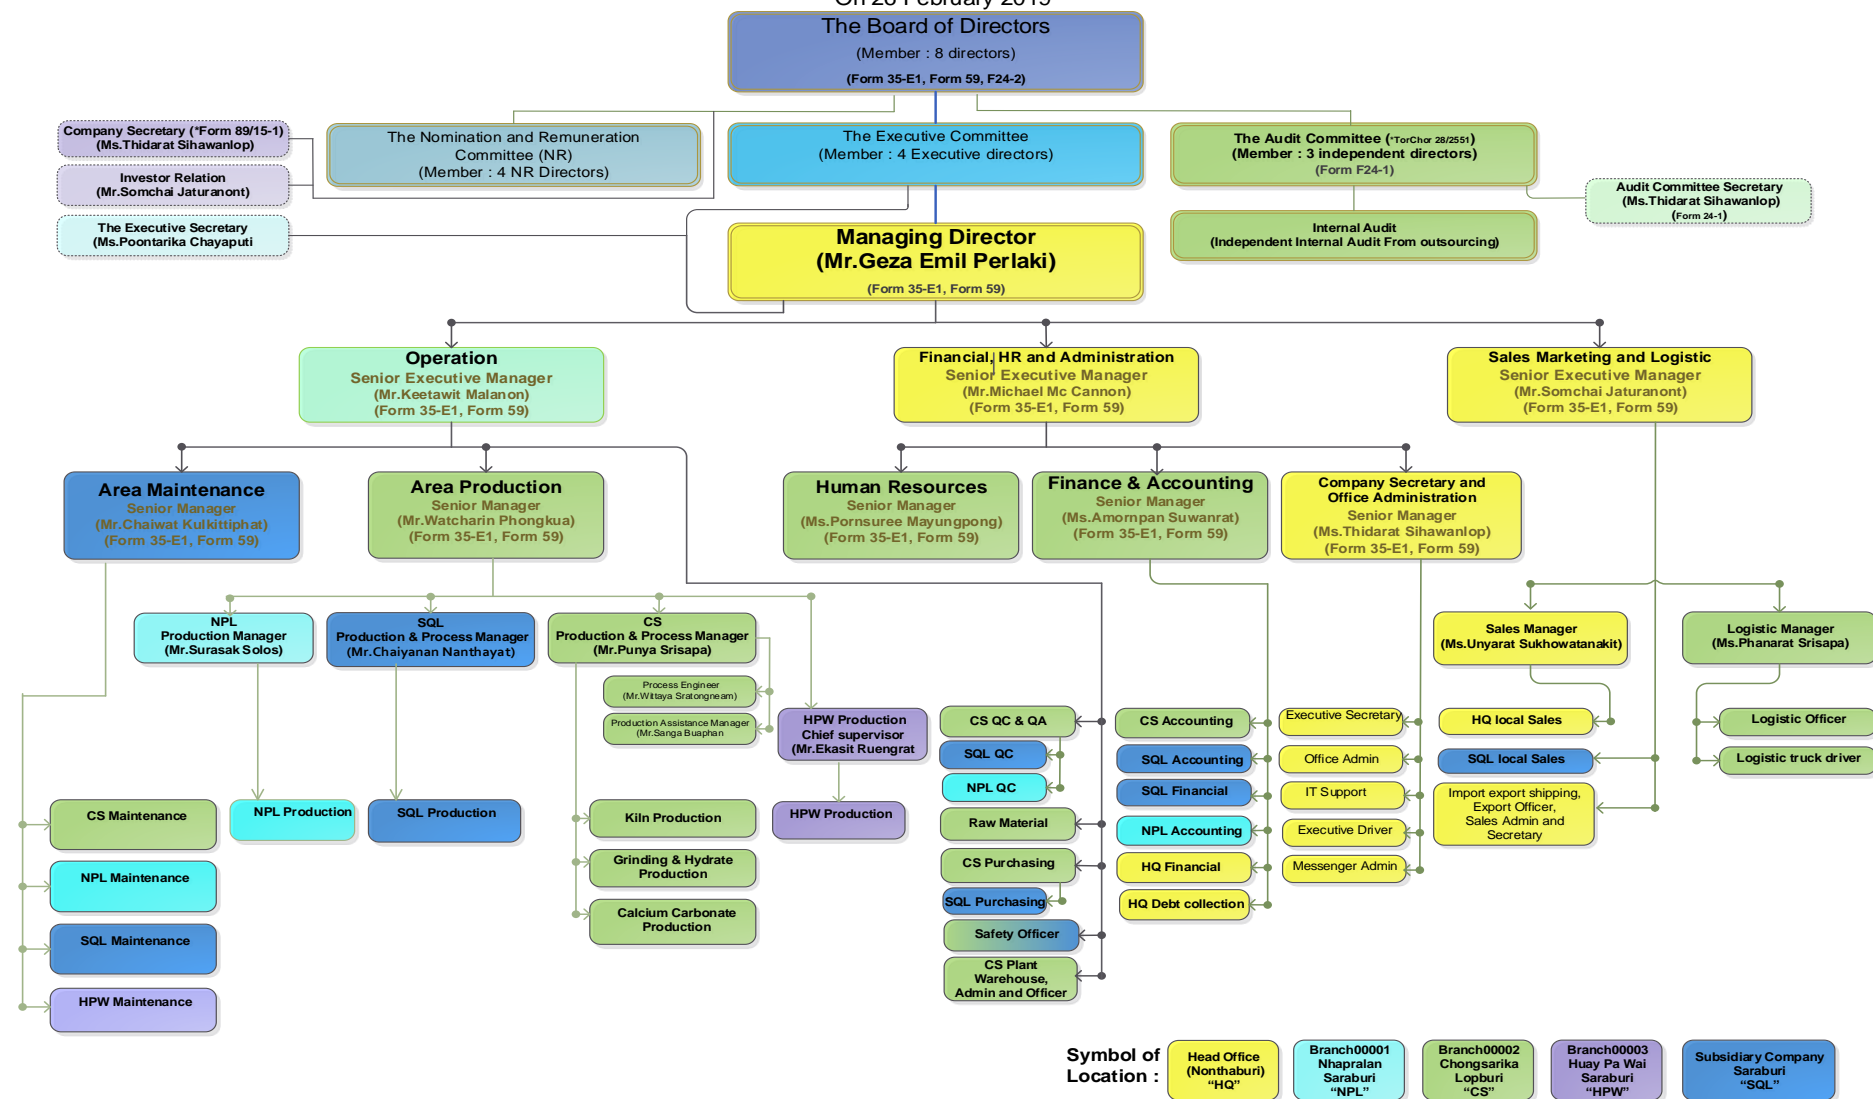 On 26 February 2019
The Board of Directors
(Member : 8 directors)
(Form 35-E1, Form 59, F24-2)
Company Secretary (*Form 89/15-1)
(Ms.Thidarat Sihawanlop)
Investor Relation
(Mr.Somchai Jaturanont)
The Executive Secretary
(Ms.Poontarika Chayaputi
The Nomination and Remuneration
Committee (NR)
(Member : 4 NR Directors)
The Executive Committee
(Member : 4 Executive directors)
The Audit Committee (*TorChor 28/2551)
(Member : 3 independent directors)
(Form F24-1)
Audit Committee Secretary
(Ms.Thidarat Sihawanlop)
(Form 24-1)
Internal Audit
(Independent Internal Audit From outsourcing)
Managing Director
(Mr.Geza Emil Perlaki)
(Form 35-E1, Form 59)
Operation
Senior Executive Manager
(Mr.Keetawit Malanon)
(Form 35-E1, Form 59)
Financial, HR and Administration
Senior Executive Manager
(Mr.Michael Mc Cannon)
(Form 35-E1, Form 59)
Sales Marketing and Logistic
Senior Executive Manager
(Mr.Somchai Jaturanont)
(Form 35-E1, Form 59)
Area Maintenance
Senior Manager
(Mr.Chaiwat Kulkittiphat)
(Form 35-E1, Form 59)
Area Production
Senior Manager
(Mr.Watcharin Phongkua)
(Form 35-E1, Form 59)
Human Resources
Senior Manager
(Ms.Pornsuree Mayungpong)
(Form 35-E1, Form 59)
Finance & Accounting
Senior Manager
(Ms.Amornpan Suwanrat)
(Form 35-E1, Form 59)
Company Secretary and
Office Administration
Senior Manager
(Ms.Thidarat Sihawanlop)
(Form 35-E1, Form 59)
NPL
Production Manager
(Mr.Surasak Solos)
SQL
Production & Process Manager
(Mr.Chaiyanan Nanthayat)
CS
Production & Process Manager
(Mr.Punya Srisapa)
Process Engineer
(Mr.Wittaya Sratongneam)
Production Assistance Manager
(Mr.Sanga Buaphan
HPW Production
Chief supervisor
(Mr.Ekasit Ruengrat
Sales Manager
(Ms.Unyarat Sukhowatanakit)
Logistic Manager
(Ms.Phanarat Srisapa)
CS Maintenance
NPL Maintenance
SQL Maintenance
HPW Maintenance
NPL Production
SQL Production
Kiln Production
Grinding & Hydrate
Production
Calcium Carbonate
Production
HPW Production
CS QC & QA
SQL QC
NPL QC
Raw Material
CS Purchasing
SQL Purchasing
Safety Officer
CS Plant
Warehouse,
Admin and Officer
CS Accounting
SQL Accounting
SQL Financial
NPL Accounting
HQ Financial
HQ Debt collection
Executive Secretary
Office Admin
IT Support
Executive Driver
Messenger Admin
HQ local Sales
SQL local Sales
Import export shipping,
Export Officer,
Sales Admin and
Secretary
Logistic Officer
Logistic truck driver
Symbol of
Location :
Head Office
(Nonthaburi)
“HQ”
Branch00001
Nhapralan
Saraburi
“NPL”
Branch00002
Chongsarika
Lopburi
“CS”
Branch00003
Huay Pa Wai
Saraburi
“HPW”
Subsidiary Company
Saraburi
“SQL”